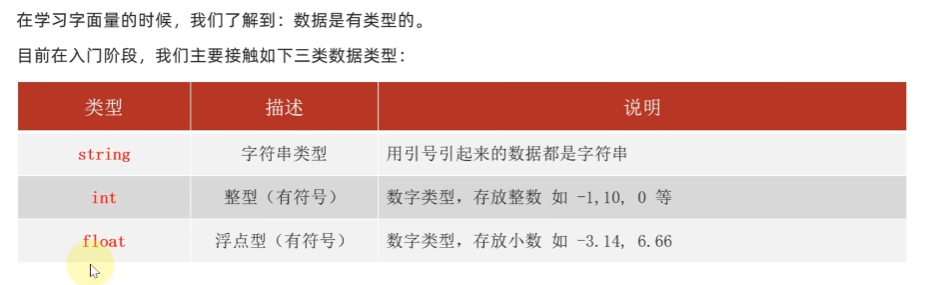 在学习字面量的时候，我们了解到：数据是有类型的。
目前在入门阶段，我们主要接触如下三类数据类型：
类型 描述 说明
string 字符串类型 用引号引起来的数据都是字符串
int 整型（有符号） 数字类型，存放整数 如 -1,10, 0 等
float 浮点型（有符号） 数字类型，存放小数 如 -3.14, 6.66